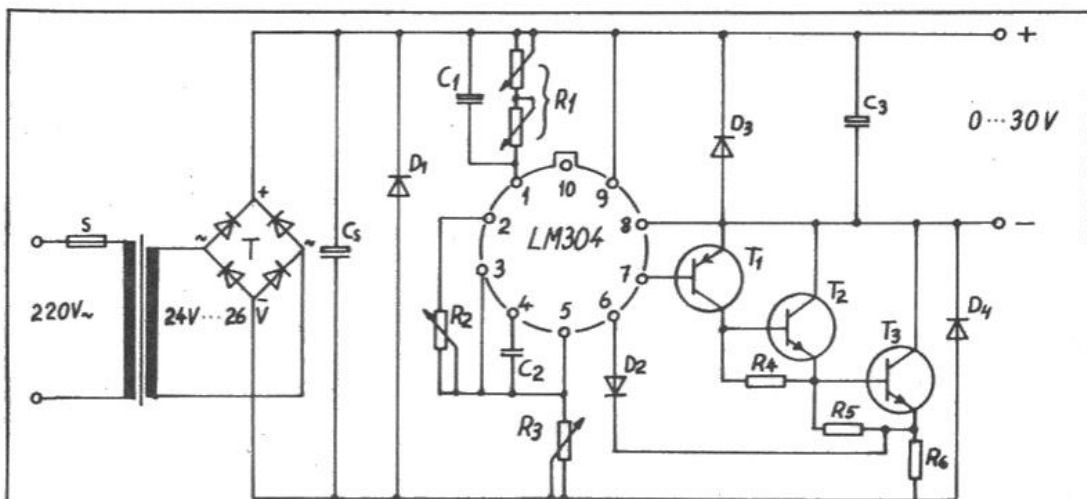 +
C1
R1
D3
C3
0...30V
D1
1
10
9
S
~
+
T
~
Cs
2
LM304
8
−
3
7
T1
220V~
24V...26V
−
4
5
6
R2
T2
D4
T3
C2
D2
R4
R3
R5
R6